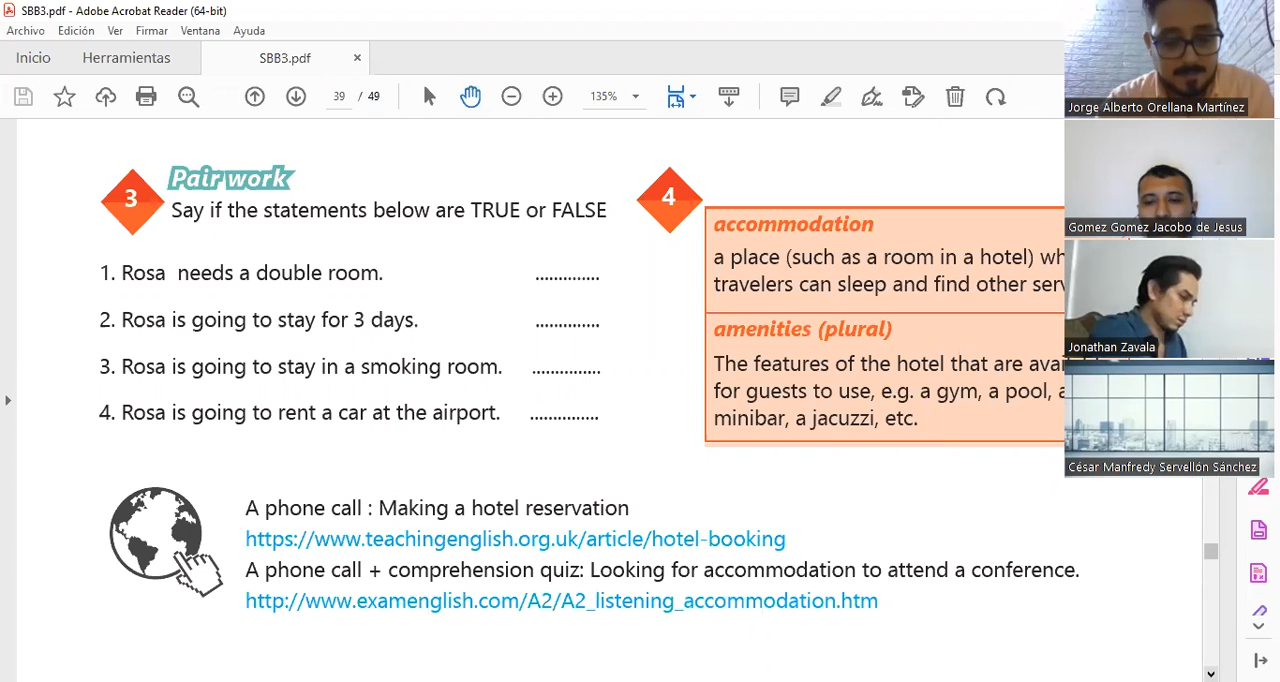 SBB3.pdf - Adobe Acrobat Reader (64-bit)
Archivo Edición Ver Firmar Ventana Ayuda
Inicio Herramientas SBB3.pdf ×
39 / 49 135%
3 Pair work
Say if the statements below are TRUE or FALSE
1. Rosa needs a double room. ..............
2. Rosa is going to stay for 3 days. ..............
3. Rosa is going to stay in a smoking room. ...............
4. Rosa is going to rent a car at the airport. ...............
4
accommodation
a place (such as a room in a hotel)
travelers can sleep and find other
amenities (plural)
The features of the hotel that are
for guests to use, e.g. a gym, a pool,
minibar, a jacuzzi, etc.
A phone call : Making a hotel reservation
https://www.teachingenglish.org.uk/article/hotel-booking
A phone call + comprehension quiz: Looking for accommodation to attend a conference.
http://www.examenglish.com/A2/A2_listening_accommodation.htm
Jorge Alberto Orellana Martínez
Gomez Gomez Jacobo de Jesus
Jonathan Zavala
César Manfredy Servellón Sánchez